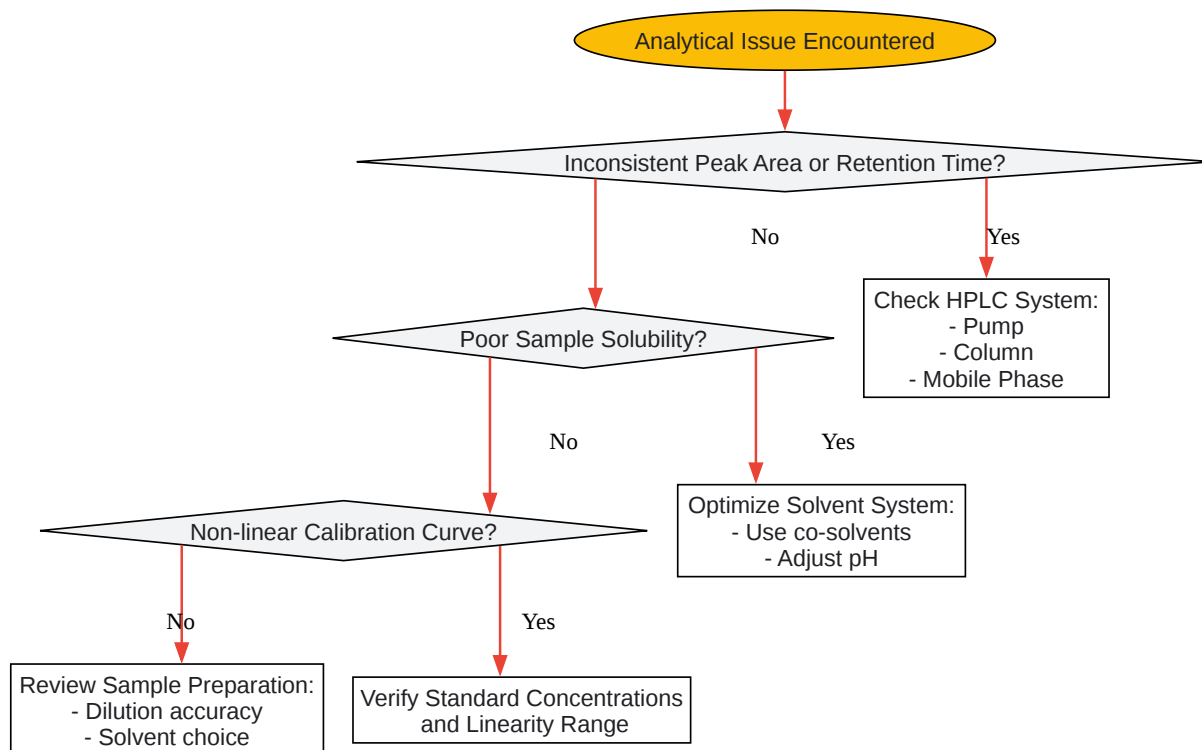 Analytical Issue Encountered
Inconsistent Peak Area or Retention Time?
No
Yes
Check HPLC System:
- Pump
- Column
- Mobile Phase
Poor Sample Solubility?
No
Yes
Optimize Solvent System:
- Use co-solvents
- Adjust pH
Non-linear Calibration Curve?
No
Yes
Review Sample Preparation:
- Dilution accuracy
- Solvent choice
Verify Standard Concentrations
and Linearity Range